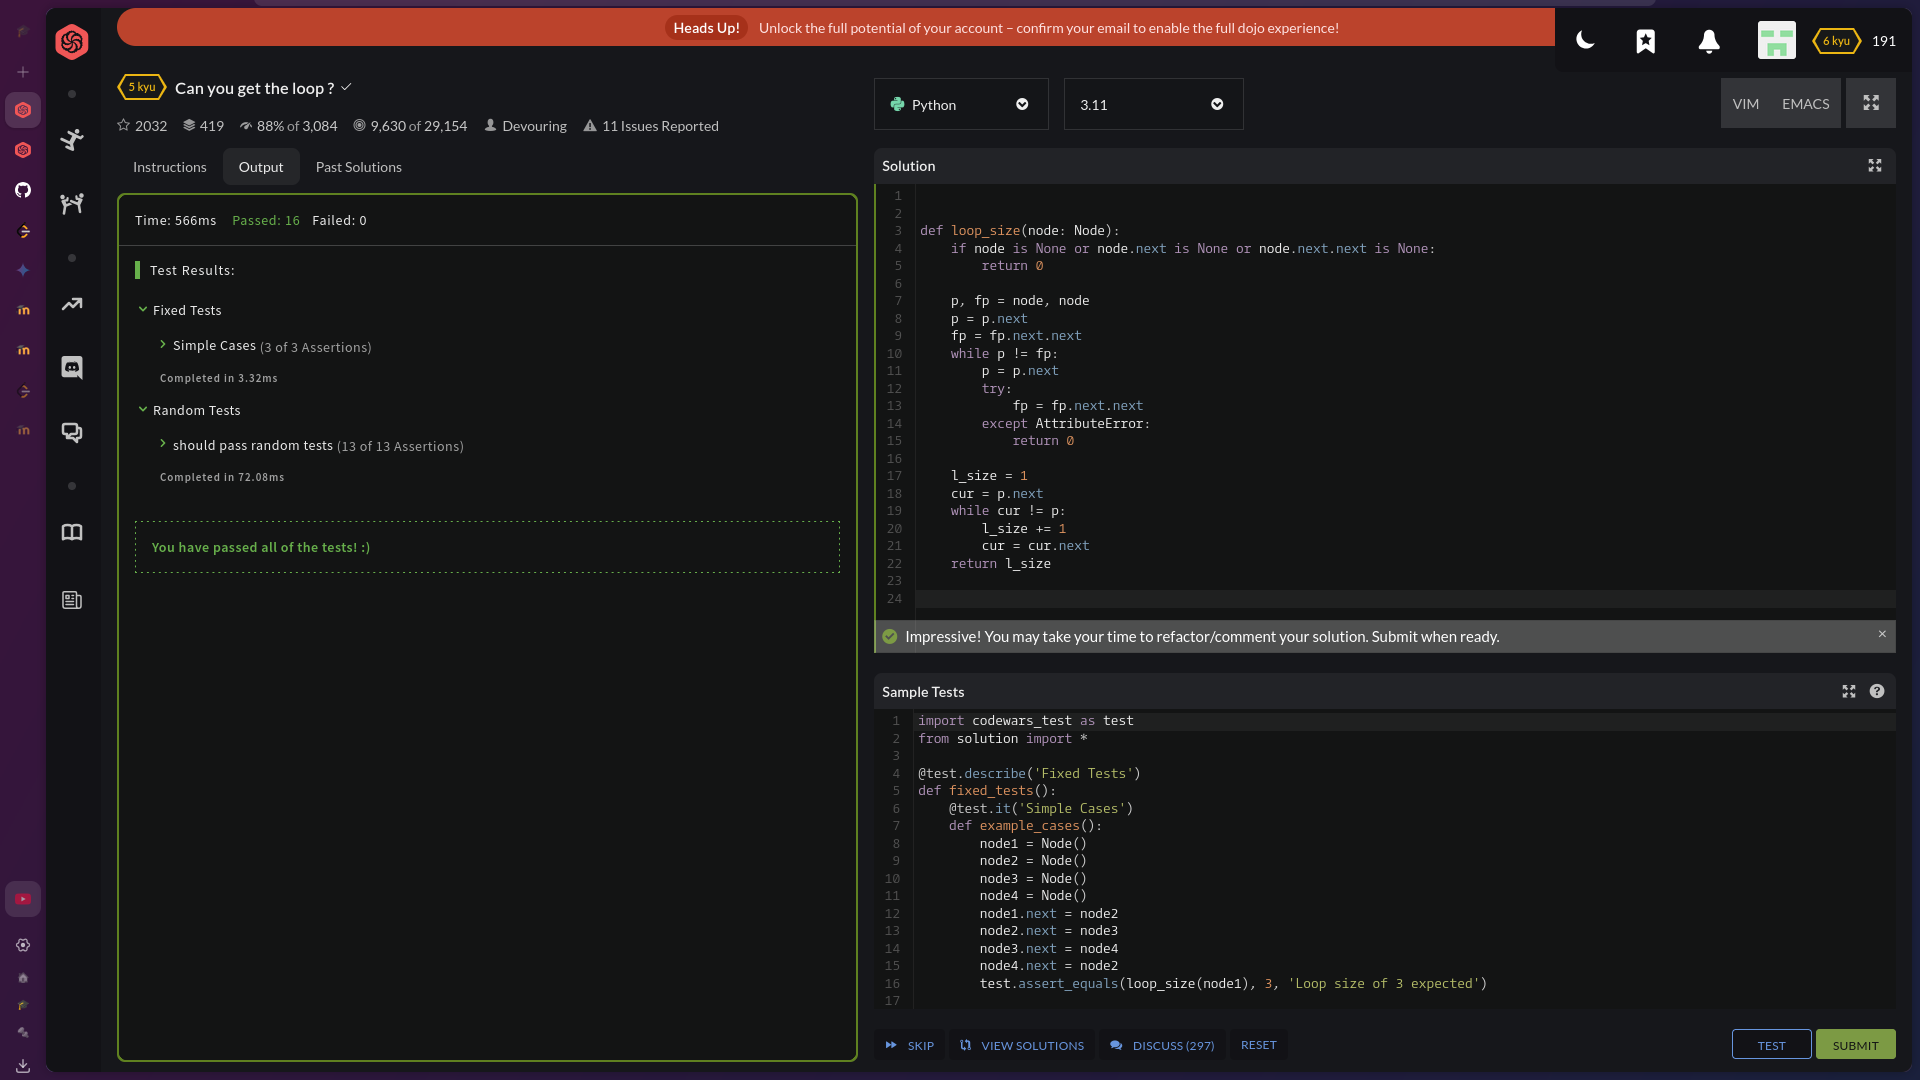 Heads Up! Unlock the full potential of your account – confirm your email to enable the full dojo experience!
6 kyu 191
5 kyu Can you get the loop ?
2032 419 88% of 3,084 9,630 of 29,154 Devouring 11 Issues Reported
Instructions Output Past Solutions
Time: 566ms Passed: 16 Failed: 0
Test Results:
Fixed Tests
Simple Cases (3 of 3 Assertions)
Completed in 3.32ms
Random Tests
should pass random tests (13 of 13 Assertions)
Completed in 72.08ms
You have passed all of the tests! :)
Python 3.11 VIM EMACS
Solution
1
2
3 def loop_size(node: Node):
4 if node is None or node.next is None or node.next.next is None:
5 return 0
6
7 p, fp = node, node
8 p = p.next
9 fp = fp.next.next
10 while p != fp:
11 p = p.next
12 try:
13 fp = fp.next.next
14 except AttributeError:
15 return 0
16
17 l_size = 1
18 cur = p.next
19 while cur != p:
20 l_size += 1
21 cur = cur.next
22 return l_size
23
24
Impressive! You may take your time to refactor/comment your solution. Submit when ready.
Sample Tests
1 import codewars_test as test
2 from solution import *
3
4 @test.describe('Fixed Tests')
5 def fixed_tests():
6 @test.it('Simple Cases')
7 def example_cases():
8 node1 = Node()
9 node2 = Node()
10 node3 = Node()
11 node4 = Node()
12 node1.next = node2
13 node2.next = node3
14 node3.next = node4
15 node4.next = node2
16 test.assert_equals(loop_size(node1), 3, 'Loop size of 3 expected')
17
SKIP VIEW SOLUTIONS DISCUSS (297) RESET TEST SUBMIT